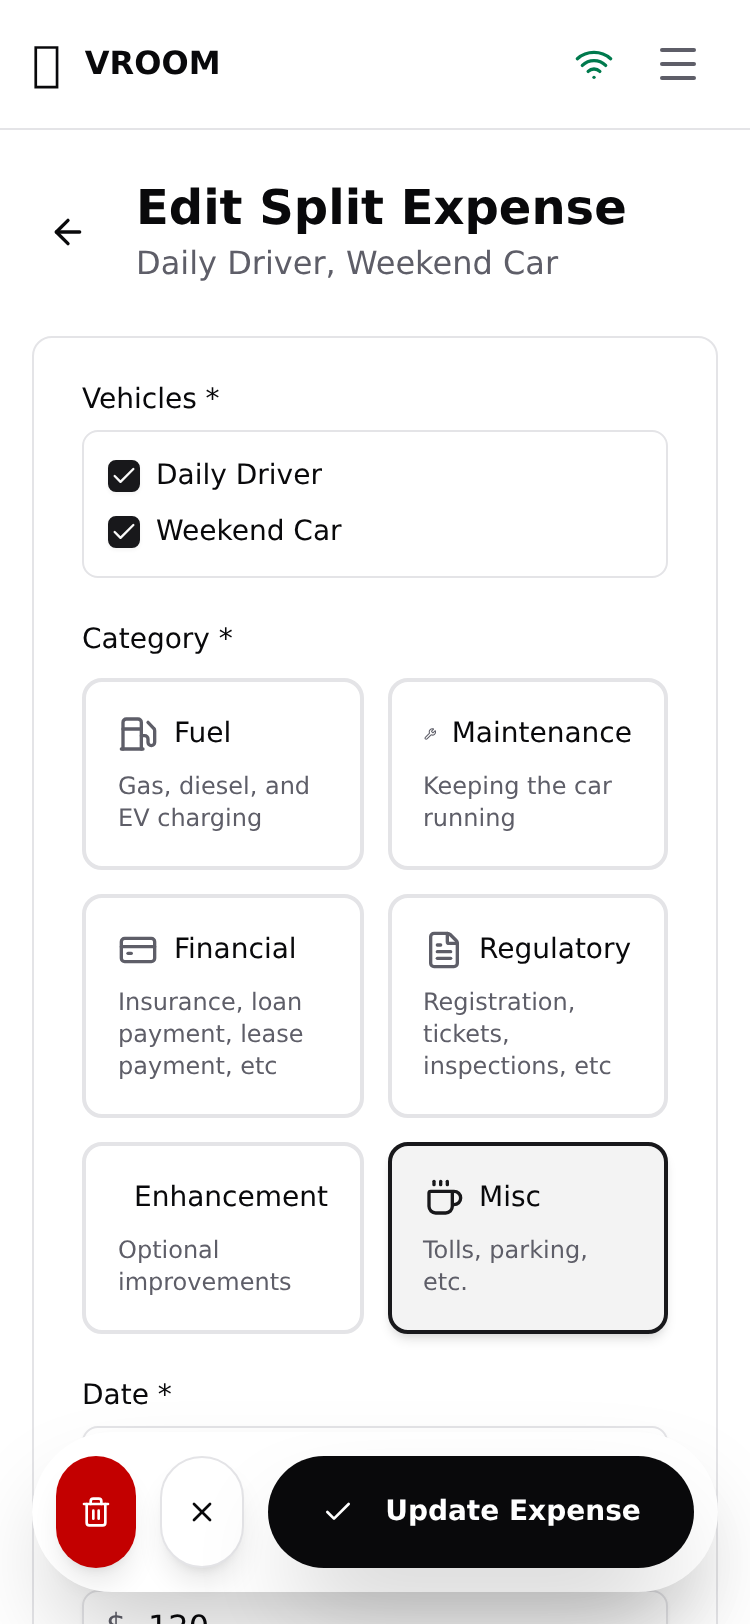 VROOM
Edit Split Expense
Daily Driver, Weekend Car
Vehicles *
Daily Driver
Weekend Car
Category *
Fuel
Gas, diesel, and
EV charging
Maintenance
Keeping the car
running
Financial
Insurance, loan
payment, lease
payment, etc
Regulatory
Registration,
tickets,
inspections, etc
Enhancement
Optional
improvements
Misc
Tolls, parking,
etc.
Date *
Update Expense
$ 120